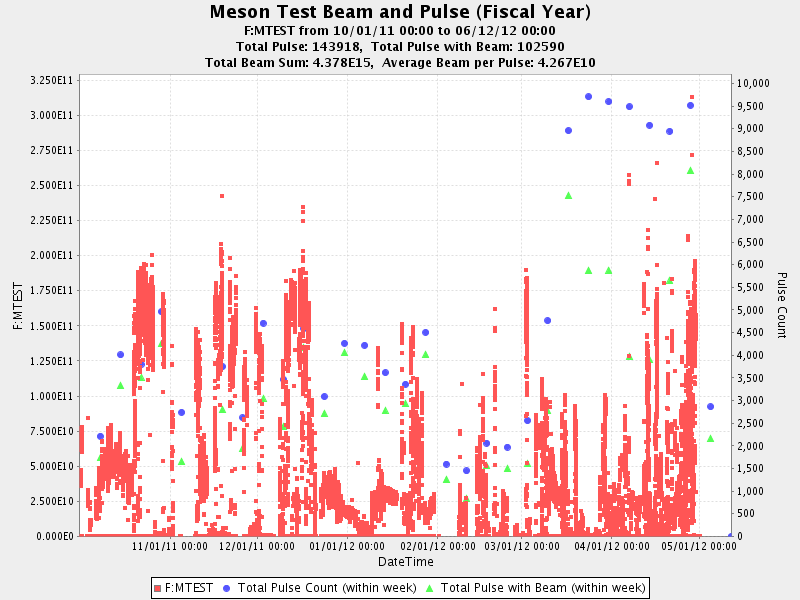 Meson Test Beam and Pulse (Fiscal Year)
F:MTEST from 10/01/11 00:00 to 06/12/12 00:00
Total Pulse: 143918, Total Pulse with Beam: 102590
Total Beam Sum: 4.378E15, Average Beam per Pulse: 4.267E10
3.250E11
3.000E11
2.750E11
2.500E11
2.250E11
2.000E11
1.750E11
1.500E11
1.250E11
1.000E11
7.500E10
5.000E10
2.500E10
0.000E0
F:MTEST
10,000
9,500
9,000
8,500
8,000
7,500
7,000
6,500
6,000
5,500
5,000
4,500
4,000
3,500
3,000
2,500
2,000
1,500
1,000
500
0
Pulse Count
11/01/11 00:00 12/01/11 00:00 01/01/12 00:00 02/01/12 00:00 03/01/12 00:00 04/01/12 00:00 05/01/12 00:00
DateTime
F:MTEST Total Pulse Count (within week) Total Pulse with Beam (within week)